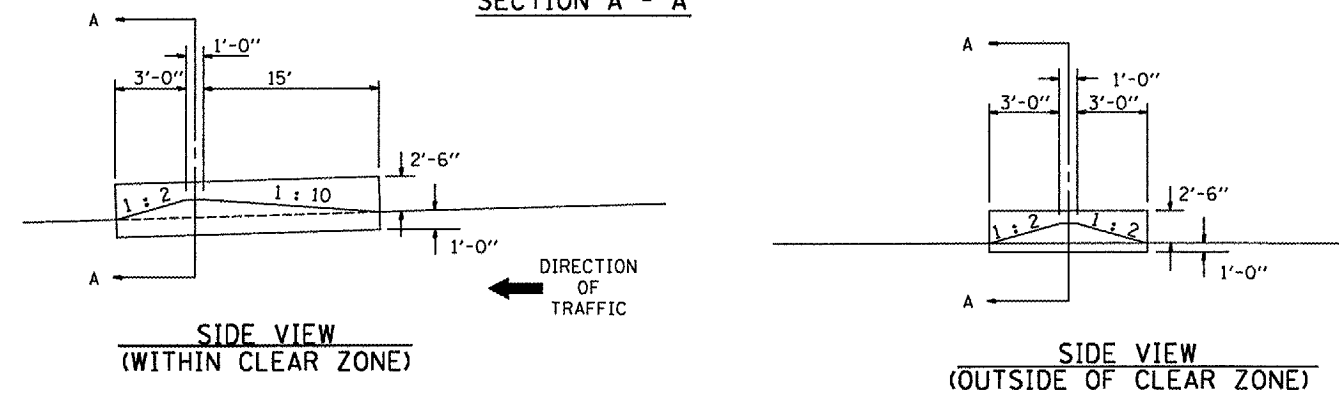 SECTION A - A
A
1'-0"
3'-0"
15'
2'-6"
1 : 2
1 : 10
1'-0"
A
DIRECTION
OF
TRAFFIC
SIDE VIEW
(WITHIN CLEAR ZONE)
A
1'-0"
3'-0"
3'-0"
2'-6"
1 : 2
1 : 2
1'-0"
A
SIDE VIEW
(OUTSIDE OF CLEAR ZONE)